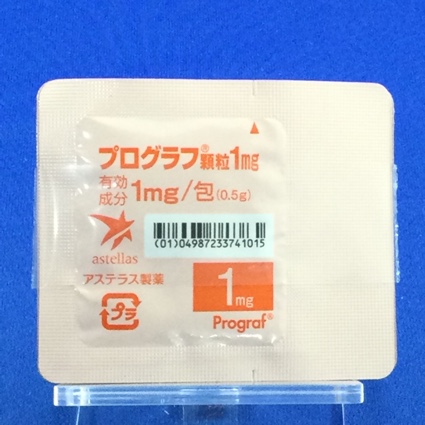 プログラフ®顆粒1mg
有効成分 1mg/包(0.5g)
(01)04987233741015
astellas
アステラス製薬
1mg
Prograf®
プラ